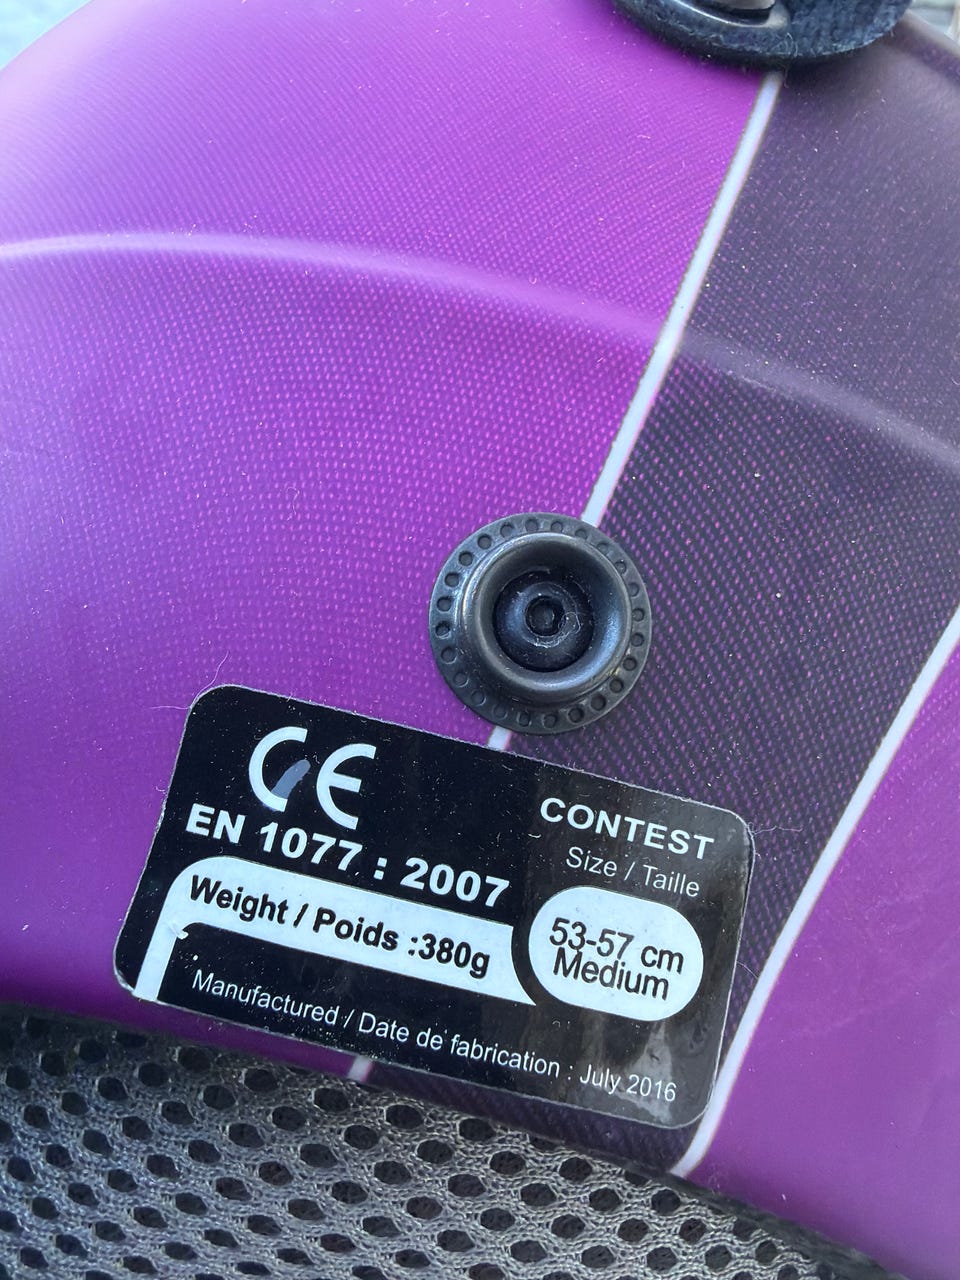 CE
EN 1077 : 2007
Weight / Poids :380g
CONTEST
Size / Taille
53-57 cm
Medium
Manufactured / Date de fabrication : July 2016